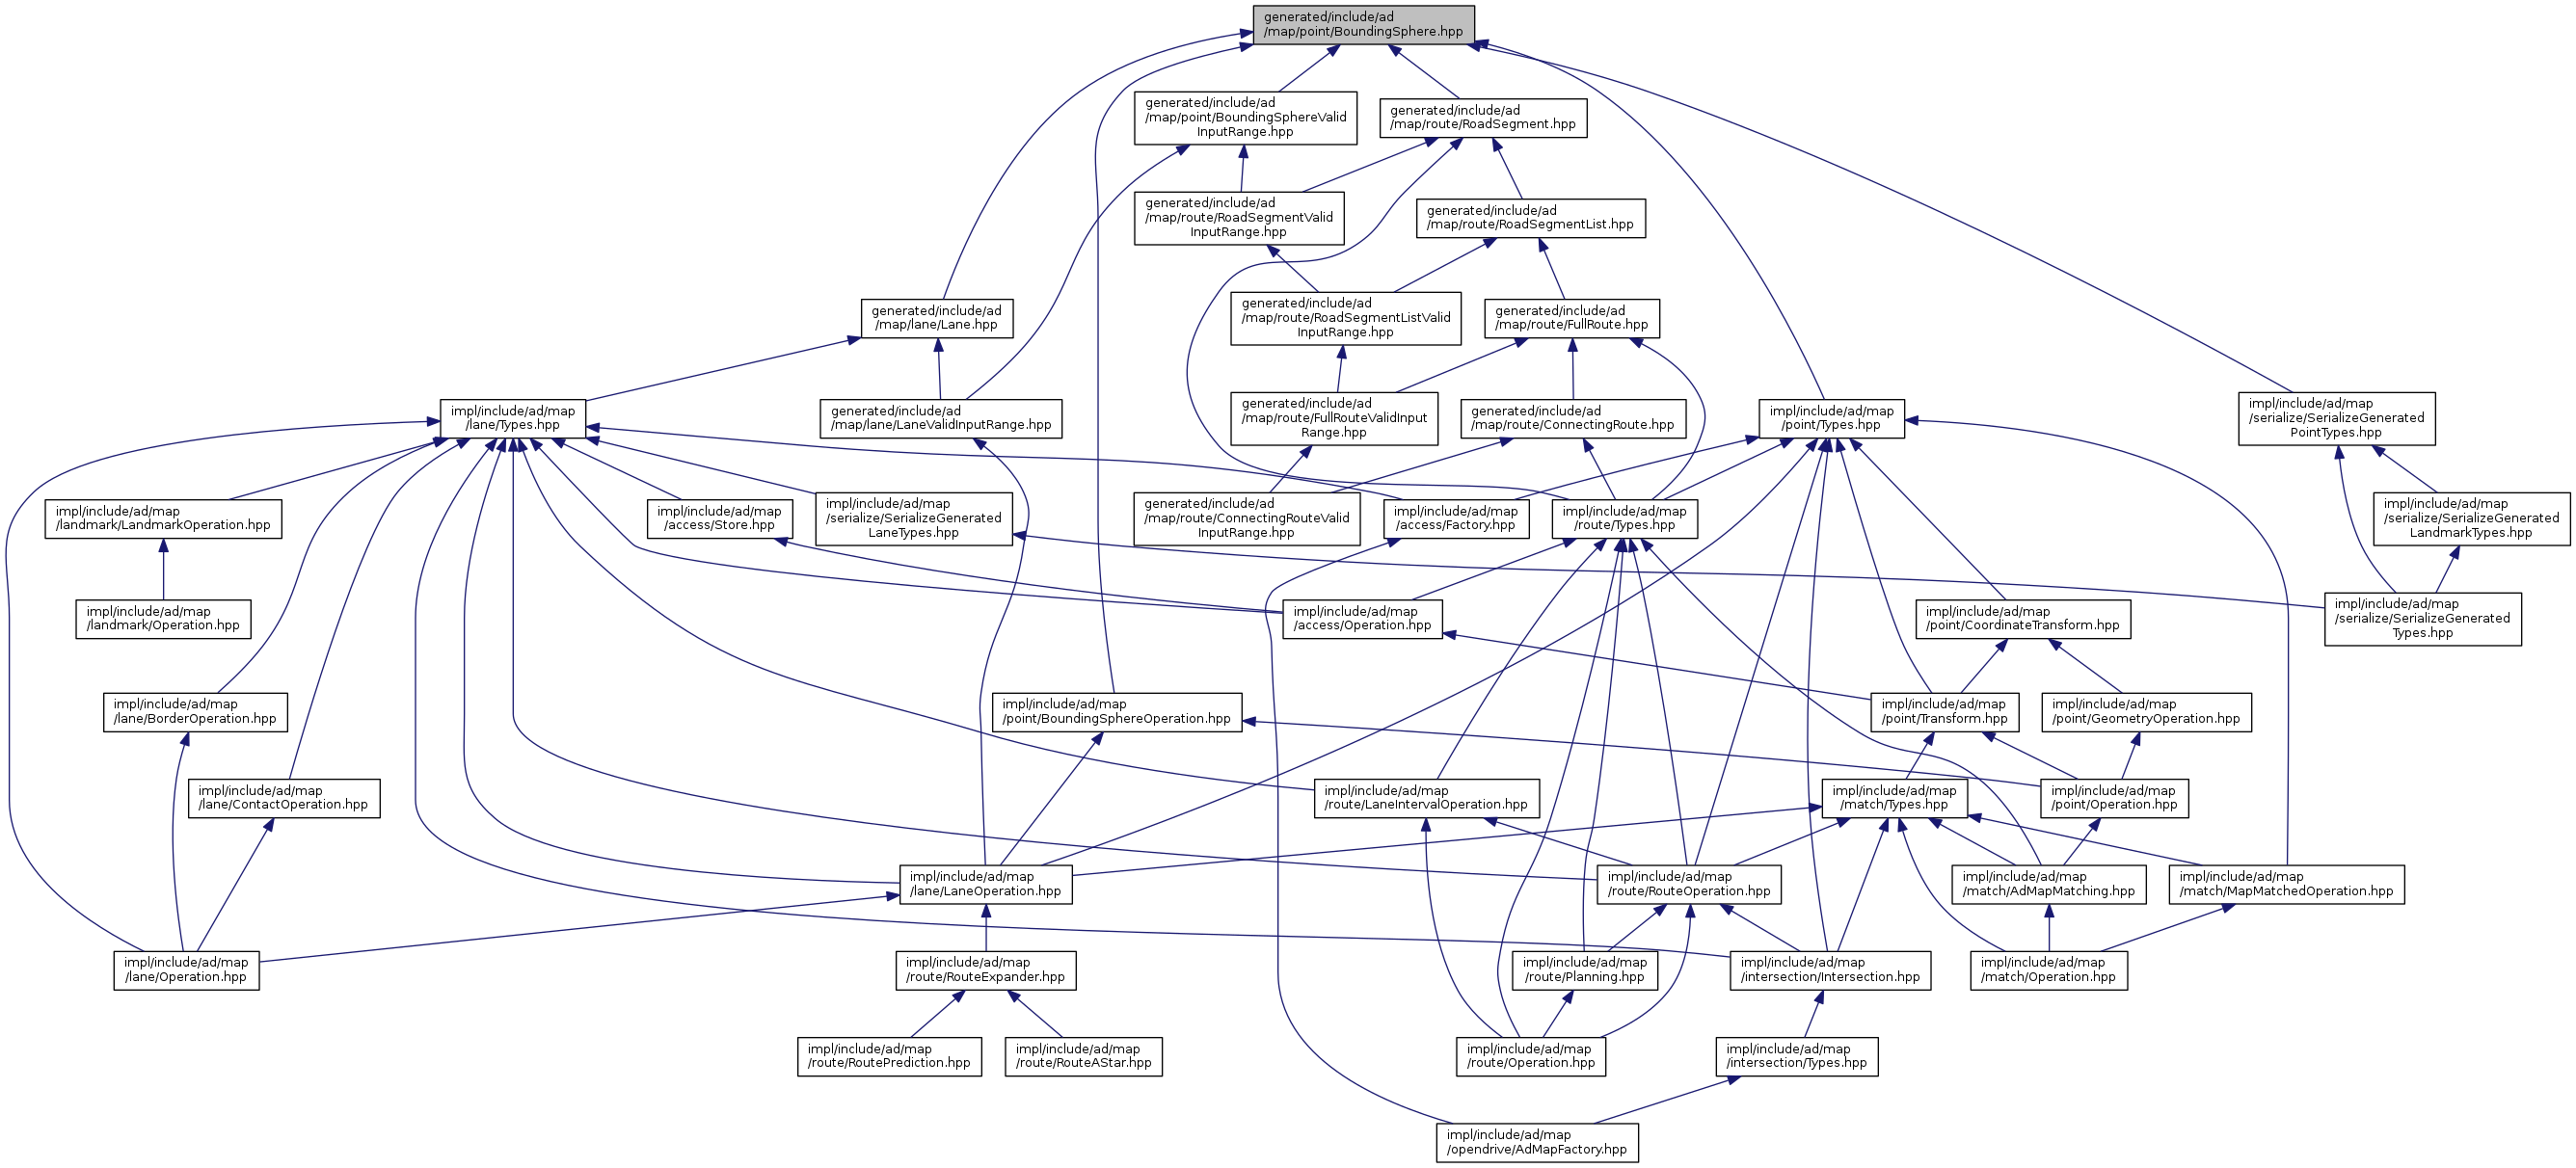 generated/include/ad
/map/point/BoundingSphere.hpp
generated/include/ad
/map/point/BoundingSphereValid
InputRange.hpp
generated/include/ad
/map/route/RoadSegment.hpp
generated/include/ad
/map/route/RoadSegmentValid
InputRange.hpp
generated/include/ad
/map/route/RoadSegmentList.hpp
generated/include/ad
/map/lane/Lane.hpp
generated/include/ad
/map/route/RoadSegmentListValid
InputRange.hpp
generated/include/ad
/map/route/FullRoute.hpp
impl/include/ad/map
/lane/Types.hpp
generated/include/ad
/map/lane/LaneValidInputRange.hpp
generated/include/ad
/map/route/FullRouteValidInput
Range.hpp
generated/include/ad
/map/route/ConnectingRoute.hpp
impl/include/ad/map
/point/Types.hpp
impl/include/ad/map
/serialize/SerializeGenerated
PointTypes.hpp
impl/include/ad/map
/landmark/LandmarkOperation.hpp
impl/include/ad/map
/access/Store.hpp
impl/include/ad/map
/serialize/SerializeGenerated
LaneTypes.hpp
generated/include/ad
/map/route/ConnectingRouteValid
InputRange.hpp
impl/include/ad/map
/access/Factory.hpp
impl/include/ad/map
/route/Types.hpp
impl/include/ad/map
/serialize/SerializeGenerated
LandmarkTypes.hpp
impl/include/ad/map
/landmark/Operation.hpp
impl/include/ad/map
/access/Operation.hpp
impl/include/ad/map
/point/CoordinateTransform.hpp
impl/include/ad/map
/serialize/SerializeGenerated
Types.hpp
impl/include/ad/map
/lane/BorderOperation.hpp
impl/include/ad/map
/point/BoundingSphereOperation.hpp
impl/include/ad/map
/point/Transform.hpp
impl/include/ad/map
/point/GeometryOperation.hpp
impl/include/ad/map
/lane/ContactOperation.hpp
impl/include/ad/map
/route/LaneIntervalOperation.hpp
impl/include/ad/map
/match/Types.hpp
impl/include/ad/map
/point/Operation.hpp
impl/include/ad/map
/lane/LaneOperation.hpp
impl/include/ad/map
/route/RouteOperation.hpp
impl/include/ad/map
/match/AdMapMatching.hpp
impl/include/ad/map
/match/MapMatchedOperation.hpp
impl/include/ad/map
/lane/Operation.hpp
impl/include/ad/map
/route/RouteExpander.hpp
impl/include/ad/map
/route/Planning.hpp
impl/include/ad/map
/intersection/Intersection.hpp
impl/include/ad/map
/match/Operation.hpp
impl/include/ad/map
/route/RoutePrediction.hpp
impl/include/ad/map
/route/RouteAStar.hpp
impl/include/ad/map
/route/Operation.hpp
impl/include/ad/map
/intersection/Types.hpp
impl/include/ad/map
/opendrive/AdMapFactory.hpp